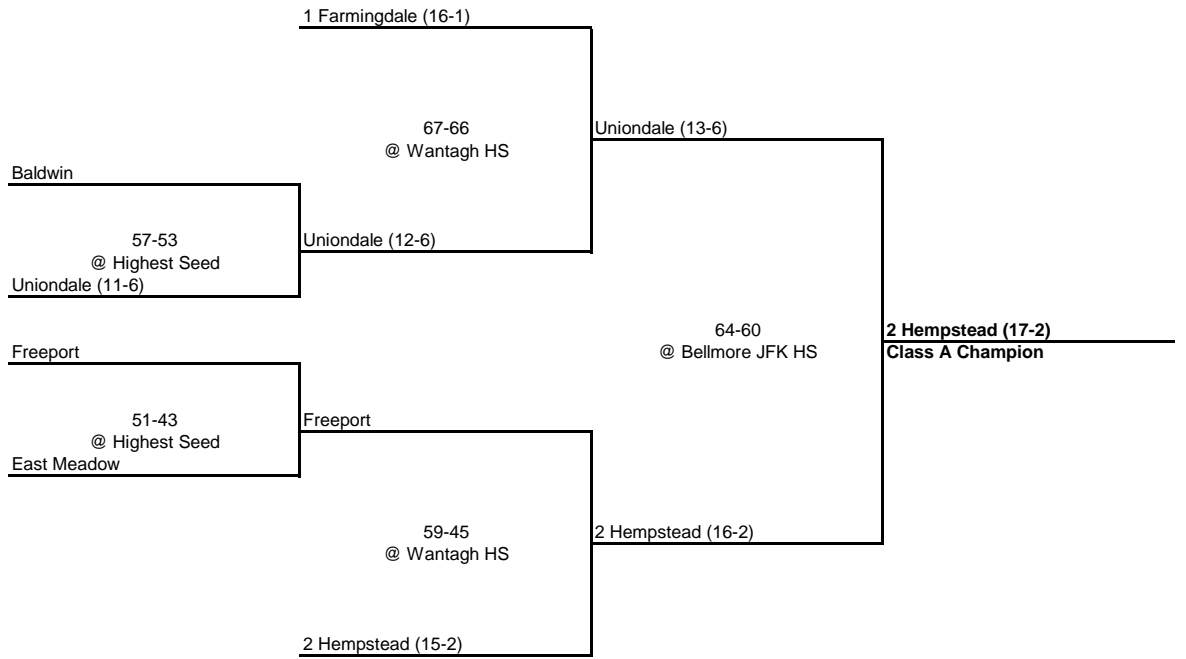 1 Farmingdale (16-1)
67-66
@ Wantagh HS
Uniondale (13-6)
Baldwin
57-53
@ Highest Seed
Uniondale (12-6)
Uniondale (11-6)
64-60
@ Bellmore JFK HS
2 Hempstead (17-2)
Class A Champion
Freeport
51-43
@ Highest Seed
Freeport
East Meadow
59-45
@ Wantagh HS
2 Hempstead (16-2)
2 Hempstead (15-2)